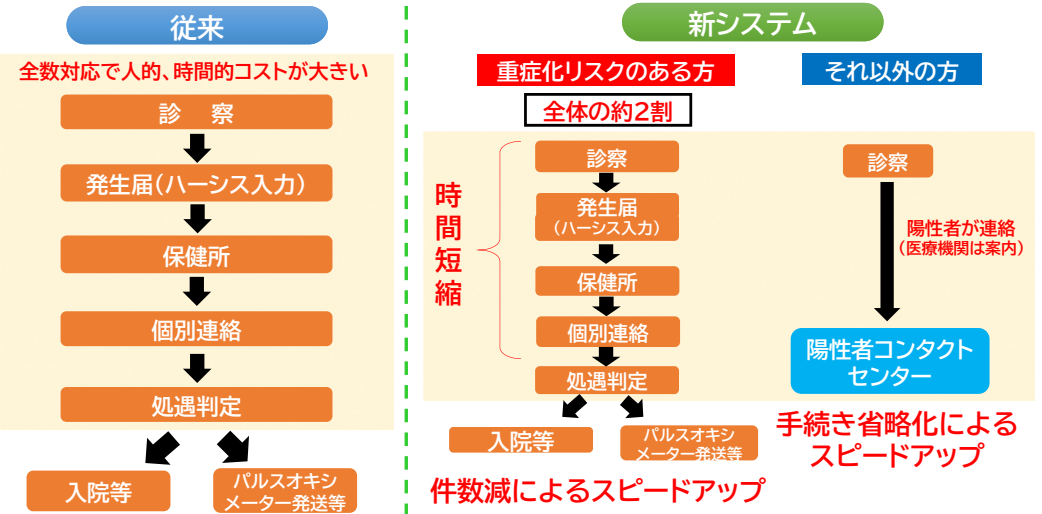 従来
全数対応で人的、時間的コストが大きい
診　察
発生届(ハーシス入力)
保健所
個別連絡
処遇判定
入院等
パルスオキシ
メーター発送等
新システム
重症化リスクのある方
全体の約2割
時間短縮
診察
発生届
(ハーシス入力)
保健所
個別連絡
処遇判定
入院等
パルスオキシ
メーター発送等
件数減によるスピードアップ
それ以外の方
診察
陽性者が連絡
(医療機関は案内)
陽性者コンタクト
センター
手続き省略化による
スピードアップ